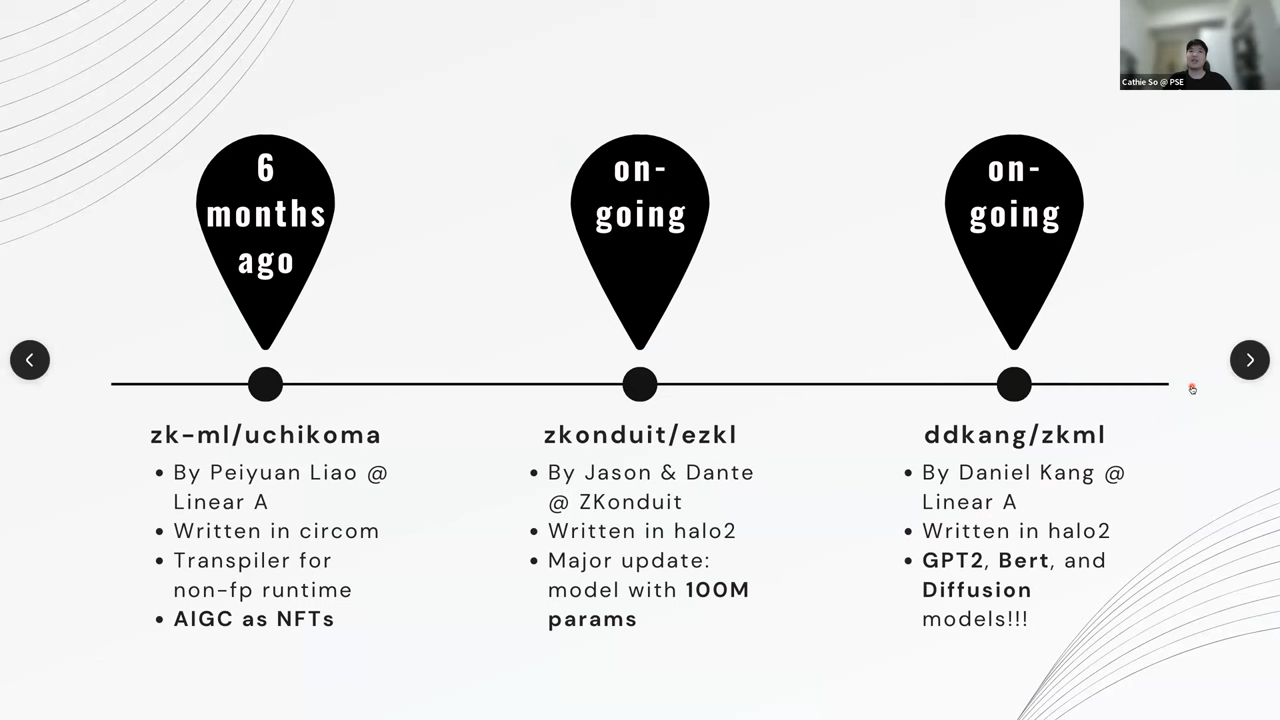 Cathie So @ PSE
6
months
ago
on-
going
on-
going
zk-ml/uchikoma
• By Peiyuan Liao @
Linear A
• Written in circom
• Transpiler for
non-fp runtime
• AIGC as NFTs
zkonduit/ezkl
• By Jason & Dante
@ ZKonduit
• Written in halo2
• Major update:
model with 100M
params
ddkang/zkml
• By Daniel Kang @
Linear A
• Written in halo2
• GPT2, Bert, and
Diffusion
models!!!